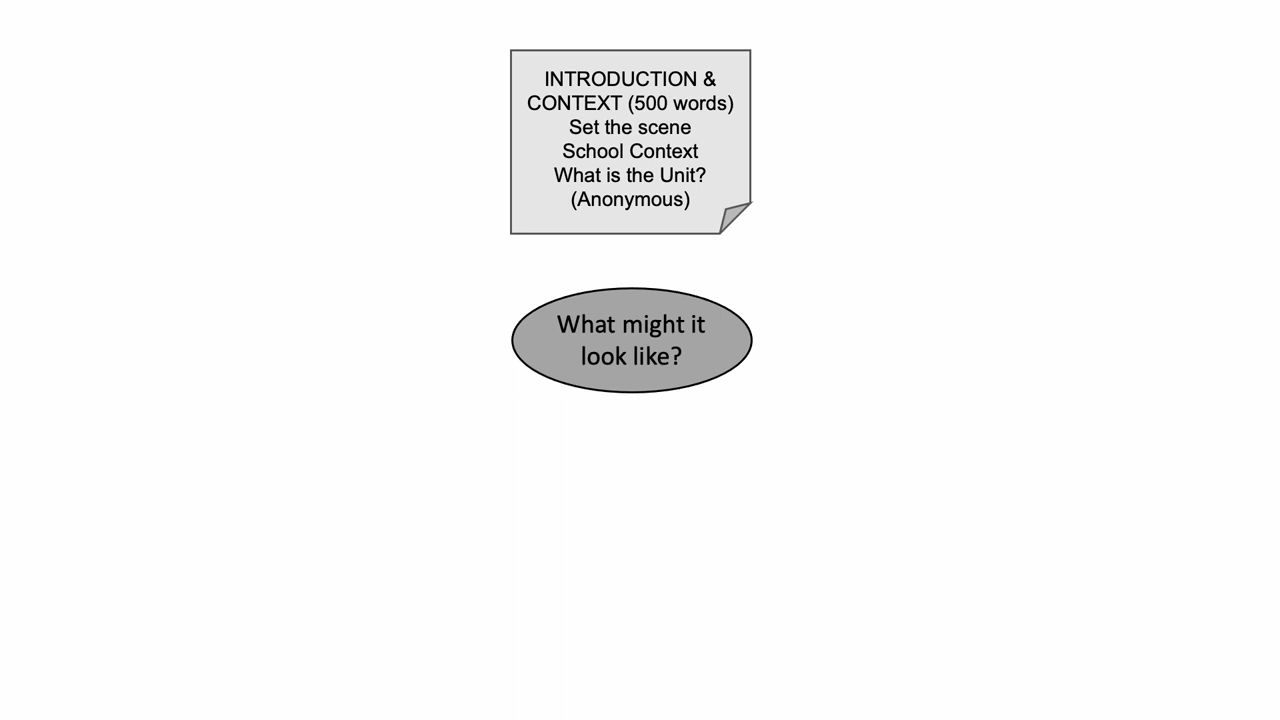 INTRODUCTION &
CONTEXT (500 words)
Set the scene
School Context
What is the Unit?
(Anonymous)
What might it
look like?